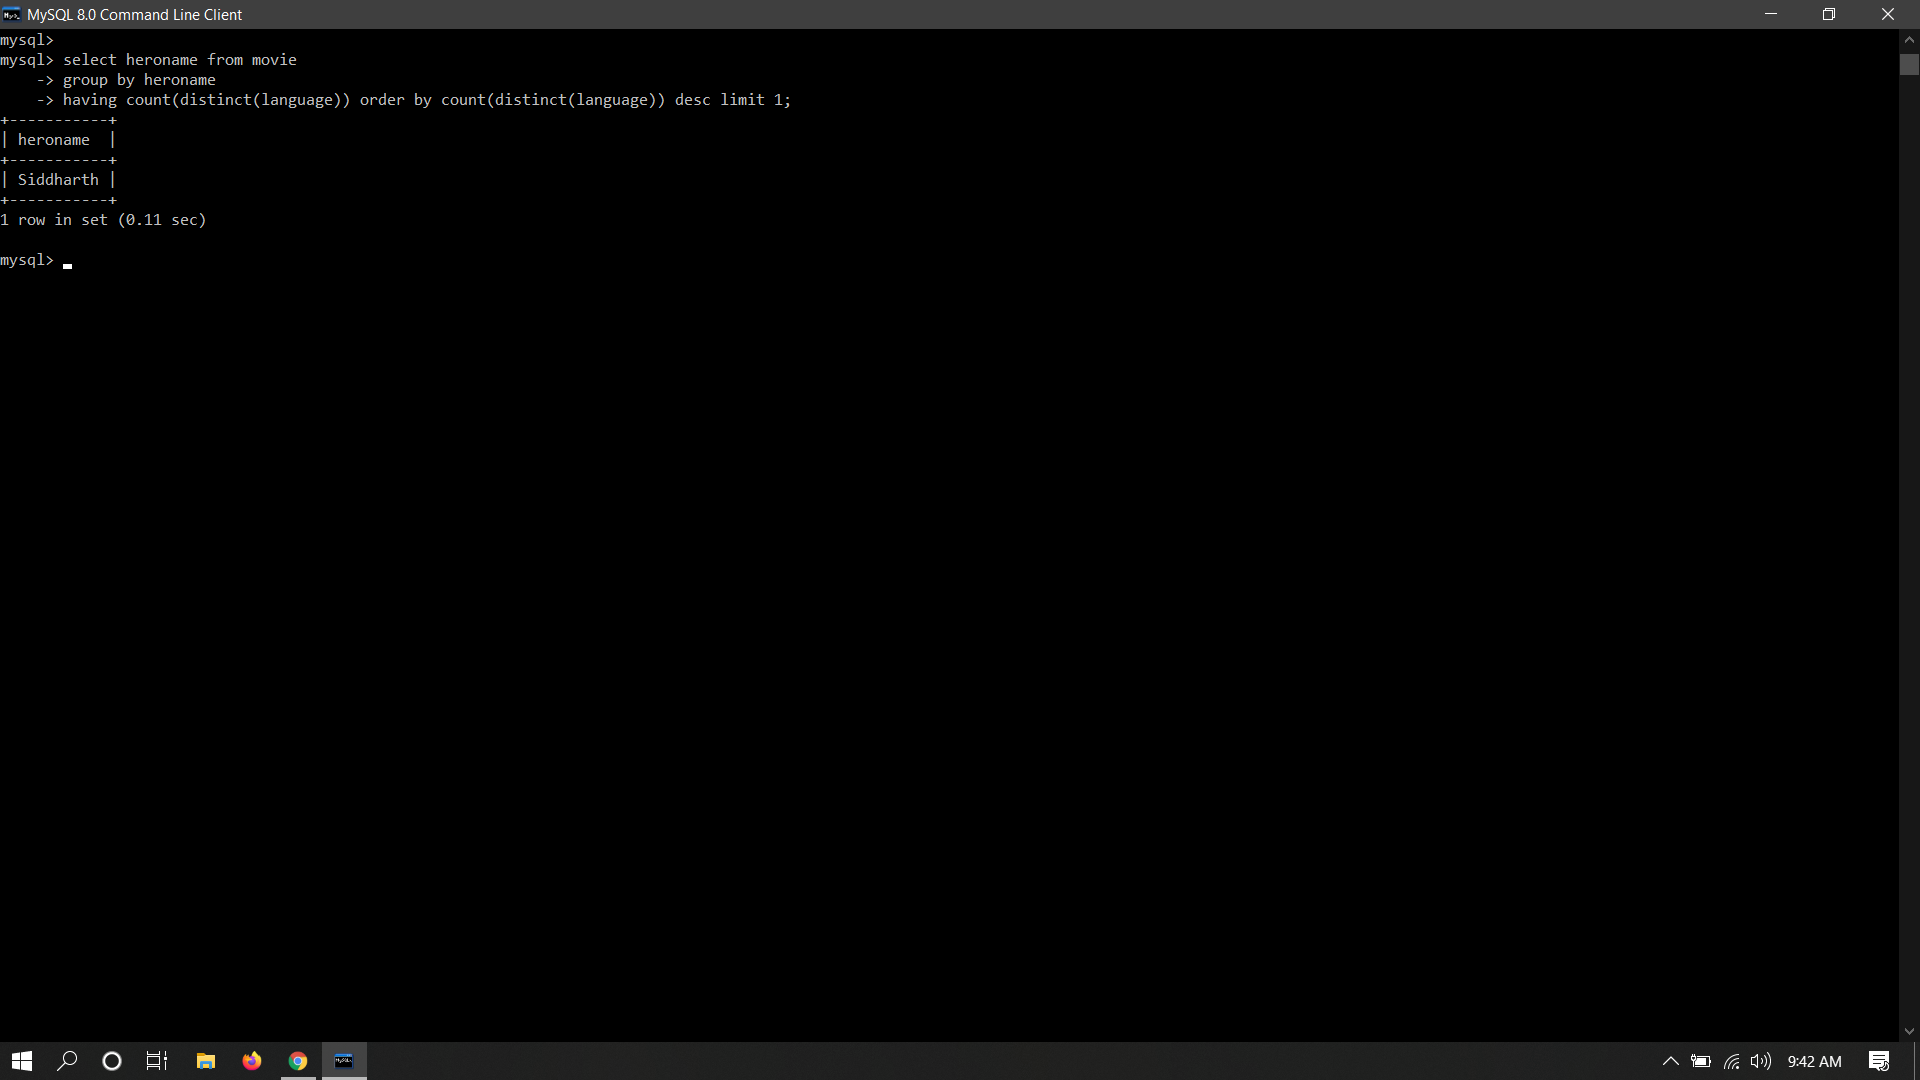 MySQL 8.0 Command Line Client
mysql>
mysql> select heroname from movie
    -> group by heroname
    -> having count(distinct(language)) order by count(distinct(language)) desc limit 1;
+-----------+
| heroname  |
+-----------+
| Siddharth |
+-----------+
1 row in set (0.11 sec)
mysql>
9:42 AM